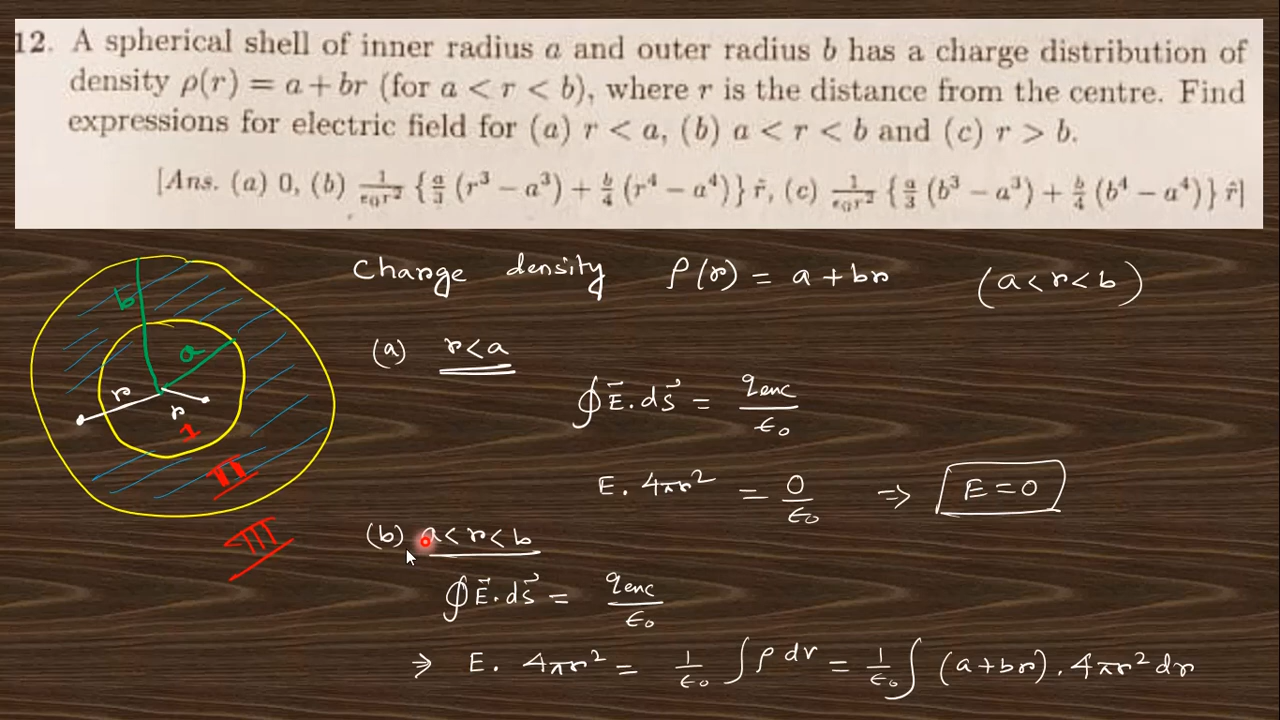 12. A spherical shell of inner radius a and outer radius b has a charge distribution of
density ρ(r) = a + br (for a < r < b), where r is the distance from the centre. Find
expressions for electric field for (a) r < a, (b) a < r < b and (c) r > b.
[Ans. (a) 0, (b) 1/ε₀r² {a/3 (r³ − a³) + b/4 (r⁴ − a⁴)} r̂, (c) 1/ε₀r² {a/3 (b³ − a³) + b/4 (b⁴ − a⁴)} r̂]
Charge density ρ(r) = a + br (a < r < b)
b
a
r
r
I
II
III
(a) r < a
∮E⃗.ds⃗ = qenc/ε₀
E. 4πr² = 0/ε₀ ⇒ E = 0
(b) a < r < b
∮E⃗.ds⃗ = qenc/ε₀
⇒ E. 4πr² = 1/ε₀ ∫ρ dv = 1/ε₀ ∫(a+br). 4πr² dr